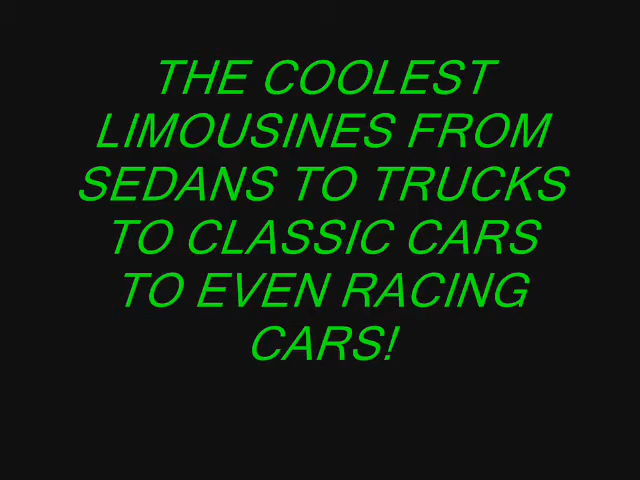 THE COOLEST
LIMOUSINES FROM
SEDANS TO TRUCKS
TO CLASSIC CARS
TO EVEN RACING
CARS!